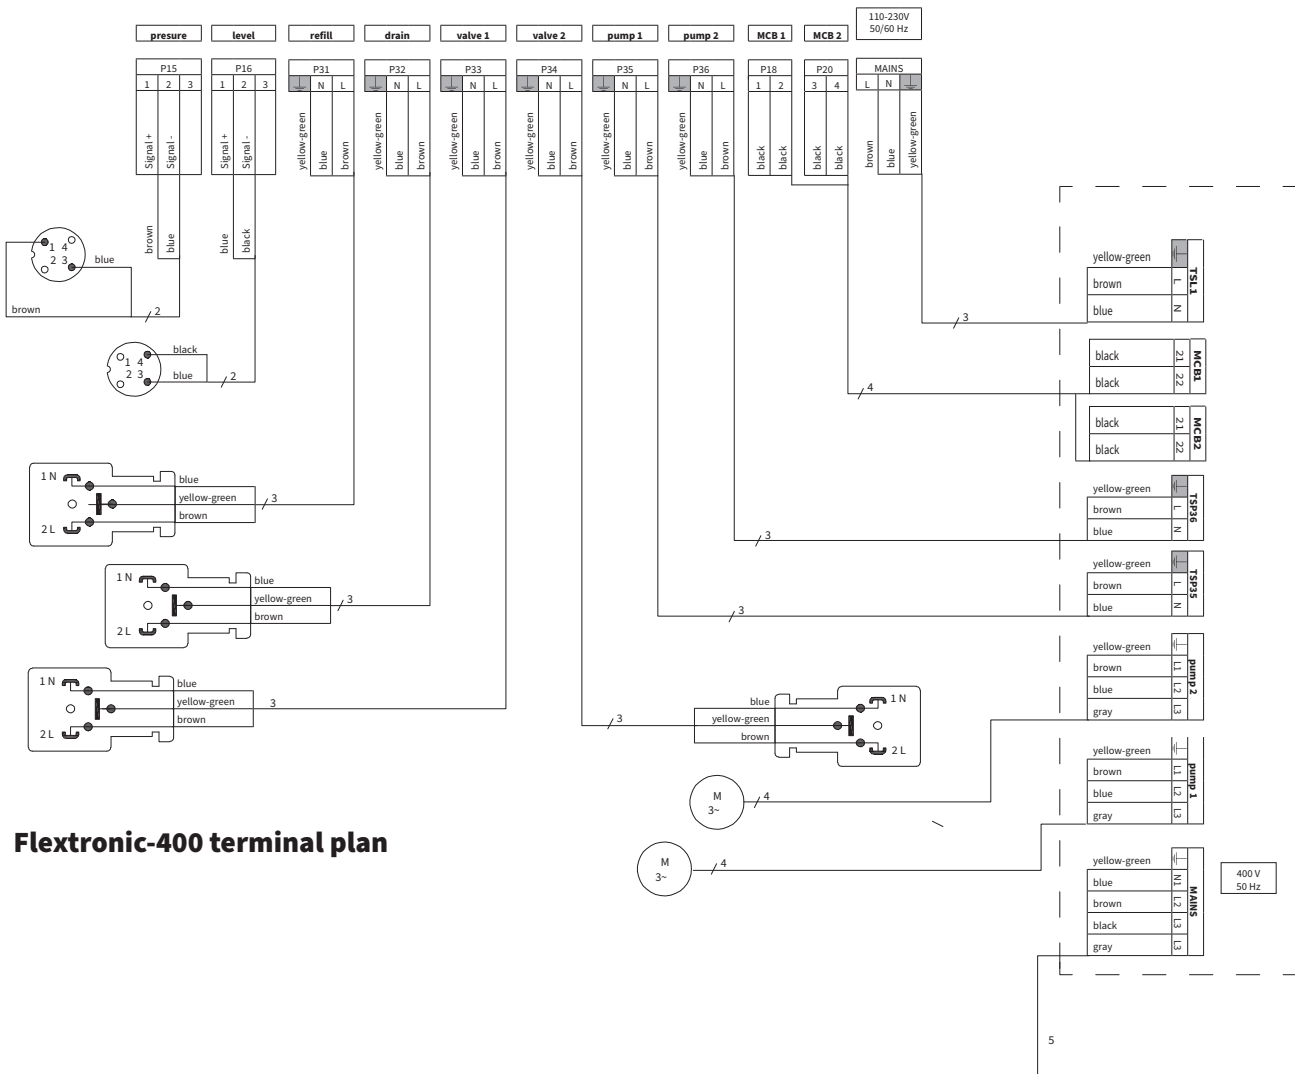 110-230V
50/60 Hz
presure level refill drain valve 1 valve 2 pump 1 pump 2 MCB 1 MCB 2
P15 P16 P31 P32 P33 P34 P35 P36 P18 P20 MAINS
1 2 3 1 2 3 N L N L N L N L N L N L 1 2 3 4 L N
Signal + Signal - Signal + Signal - yellow-green blue brown yellow-green blue brown yellow-green blue brown yellow-green blue brown yellow-green blue brown yellow-green blue brown black black black black brown blue yellow-green
brown blue blue black
1 4
2 3
blue
brown
2
1 4
2 3
black
blue
2
1 N
2 L
blue
yellow-green
brown
3
1 N
2 L
blue
yellow-green
brown
3
1 N
2 L
blue
yellow-green
brown
3
3
blue
yellow-green
brown
1 N
2 L
M
3~
4
M
3~
4
3
4
3
3
yellow-green
brown L
blue N
TSL1
black 21
black 22
MCB1
black 21
black 22
MCB2
yellow-green
brown L
blue N
TSP36
yellow-green
brown L
blue N
TSP35
yellow-green
brown L1
blue L2
gray L3
pump 2
yellow-green
brown L1
blue L2
gray L3
pump 1
yellow-green
blue N1
brown L2
black L3
gray L3
MAINS
400 V
50 Hz
5
Flextronic-400 terminal plan